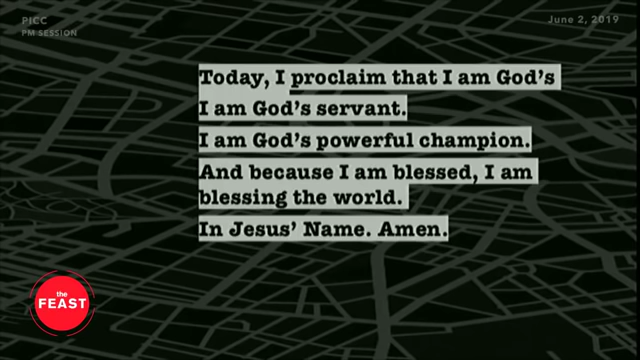 PICC
PM SESSION
June 2, 2019
Today, I proclaim that I am God's
I am God's servant.
I am God's powerful champion.
And because I am blessed, I am
blessing the world.
In Jesus' Name. Amen.
the
FEAST